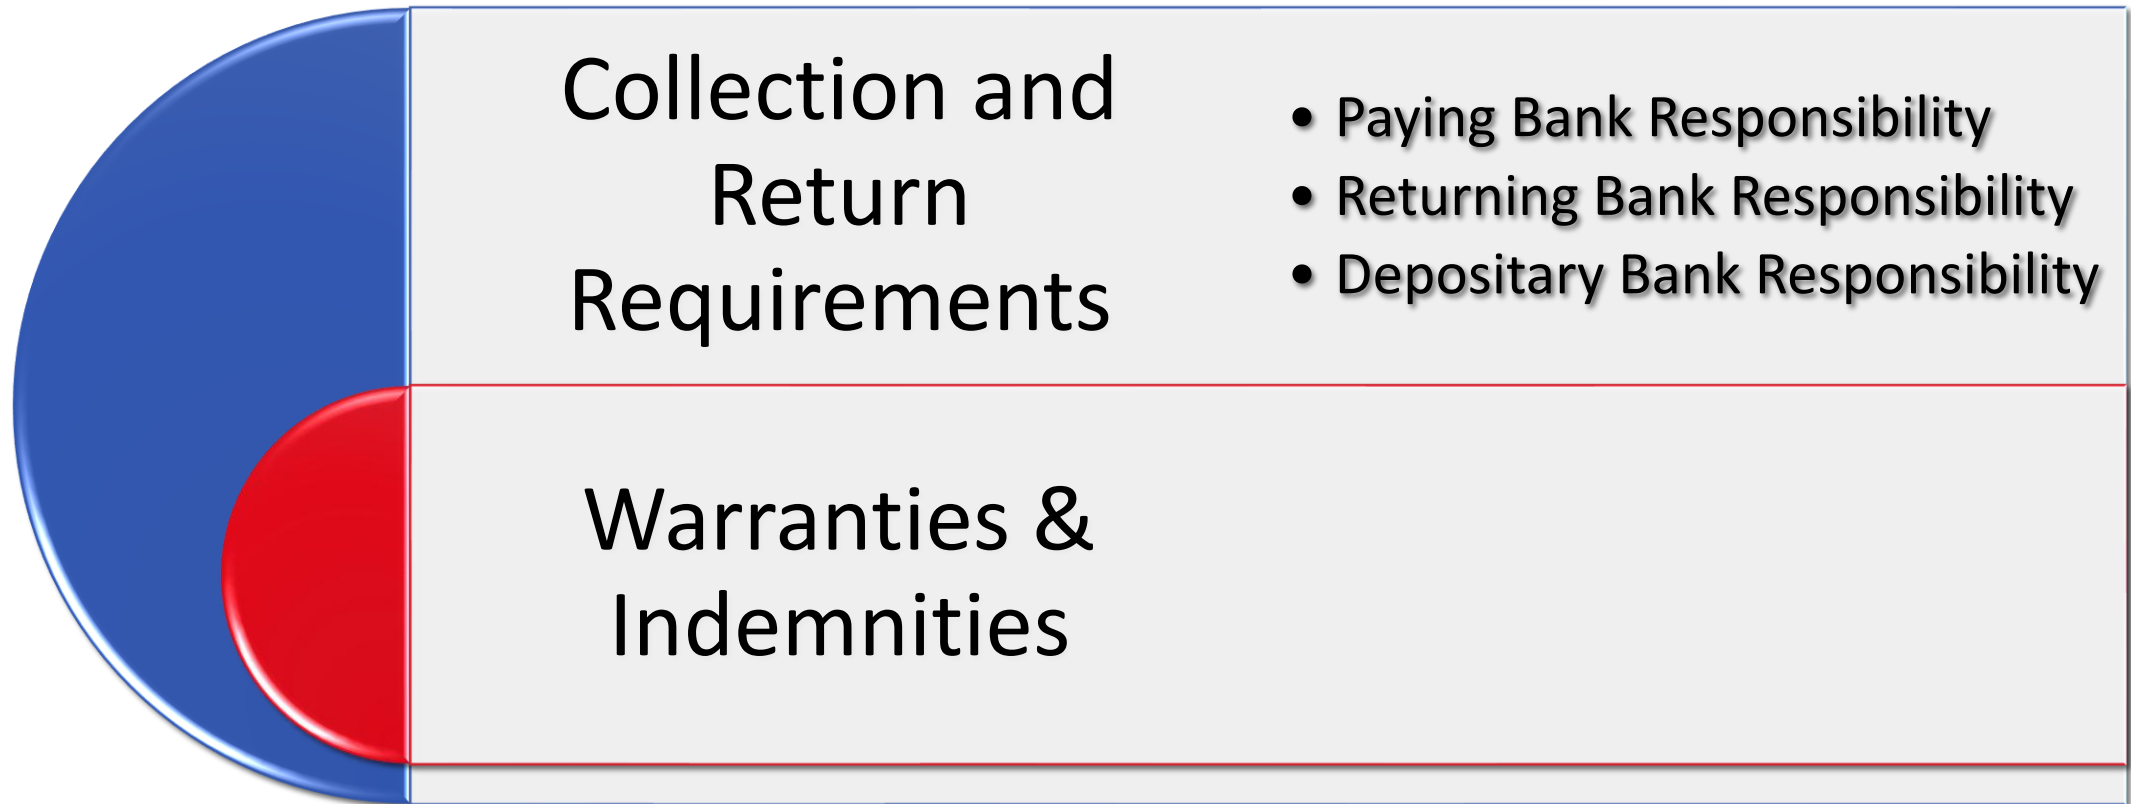 Collection and
Return
Requirements
• Paying Bank Responsibility
• Returning Bank Responsibility
• Depositary Bank Responsibility
Warranties &
Indemnities